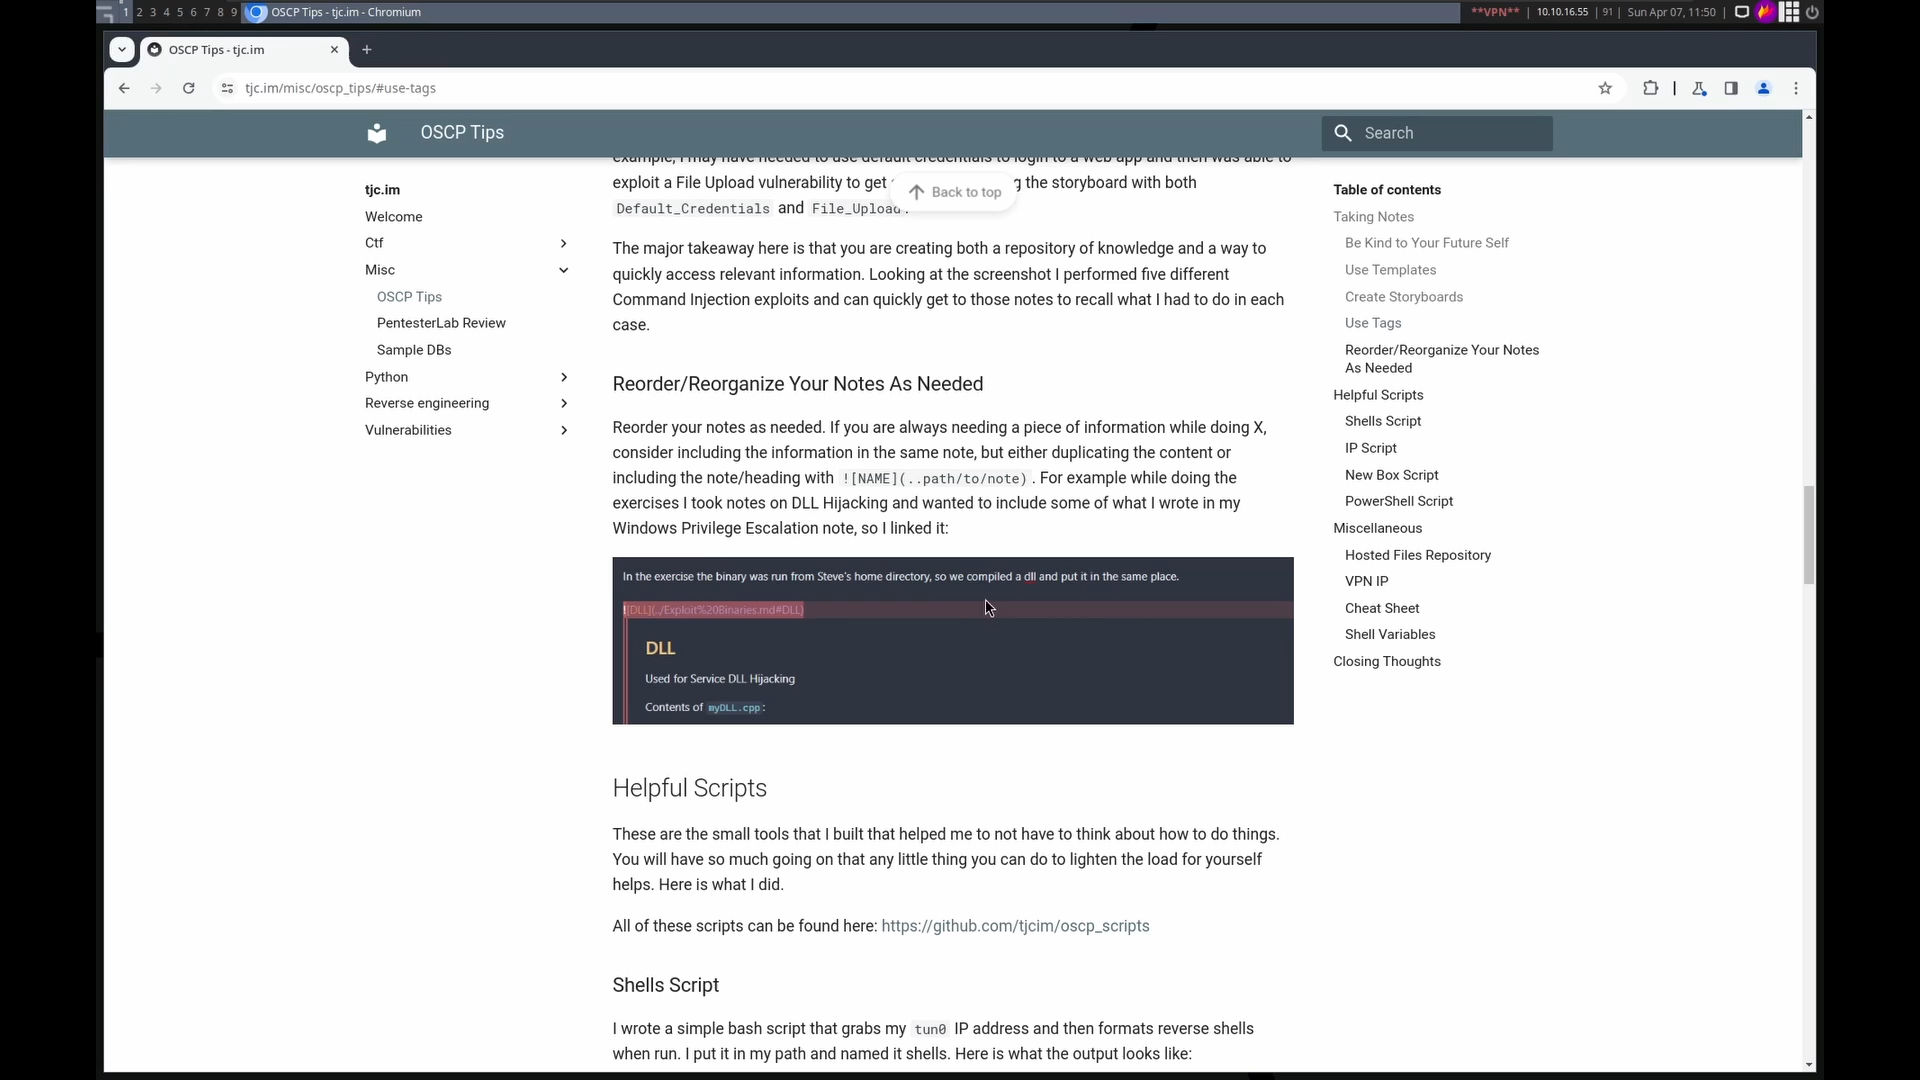 1 2 3 4 5 6 7 8 9 OSCP Tips - tjc.im - Chromium **VPN** | 10.10.16.55 | 91 | Sun Apr 07, 11:50 |
OSCP Tips - tjc.im
tjc.im/misc/oscp_tips/#use-tags
OSCP Tips
Search
tjc.im
Welcome
Ctf
Misc
OSCP Tips
PentesterLab Review
Sample DBs
Python
Reverse engineering
Vulnerabilities
example, I may have needed to use default credentials to login to a web app and then was able to
exploit a File Upload vulnerability to get
g the storyboard with both
Back to top
Default_Credentials and File_Upload.
The major takeaway here is that you are creating both a repository of knowledge and a way to
quickly access relevant information. Looking at the screenshot I performed five different
Command Injection exploits and can quickly get to those notes to recall what I had to do in each
case.
Reorder/Reorganize Your Notes As Needed
Reorder your notes as needed. If you are always needing a piece of information while doing X,
consider including the information in the same note, but either duplicating the content or
including the note/heading with ![NAME](..path/to/note). For example while doing the
exercises I took notes on DLL Hijacking and wanted to include some of what I wrote in my
Windows Privilege Escalation note, so I linked it:
In the exercise the binary was run from Steve's home directory, so we compiled a dll and put it in the same place.
![DLL](../Exploit%20Binaries.md#DLL)
DLL
Used for Service DLL Hijacking
Contents of myDLL.cpp:
Helpful Scripts
These are the small tools that I built that helped me to not have to think about how to do things.
You will have so much going on that any little thing you can do to lighten the load for yourself
helps. Here is what I did.
All of these scripts can be found here: https://github.com/tjcim/oscp_scripts
Shells Script
I wrote a simple bash script that grabs my tun0 IP address and then formats reverse shells
when run. I put it in my path and named it shells. Here is what the output looks like:
Table of contents
Taking Notes
Be Kind to Your Future Self
Use Templates
Create Storyboards
Use Tags
Reorder/Reorganize Your Notes
As Needed
Helpful Scripts
Shells Script
IP Script
New Box Script
PowerShell Script
Miscellaneous
Hosted Files Repository
VPN IP
Cheat Sheet
Shell Variables
Closing Thoughts